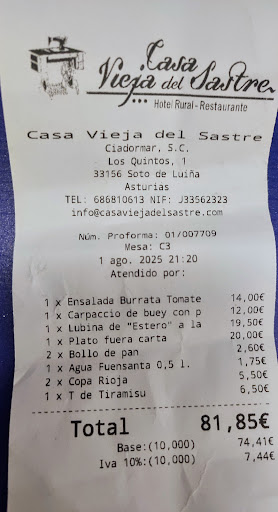 Casa
Vieja del Sastre
Hotel Rural - Restaurante
Casa Vieja del Sastre
Ciadormar, S.C.
Los Quintos, 1
33156 Soto de Luiña
Asturias
TEL: 686810613 NIF: J33562323
info@casaviejadelsastre.com
Núm. Proforma: 01/007709
Mesa: C3
1 ago. 2025 21:20
Atendido por:
1 x Ensalada Burrata Tomate 14,00€
1 x Carpaccio de buey con p 12,00€
1 x Lubina de "Estero" a la 19,50€
1 x Plato fuera carta 20,00€
2 x Bollo de pan 2,60€
1 x Agua Fuensanta 0,5 l. 1,75€
2 x Copa Rioja 5,50€
1 x T de Tiramisu 6,50€
Total 81,85€
Base:(10,000) 74,41€
Iva 10%:(10,000) 7,44€